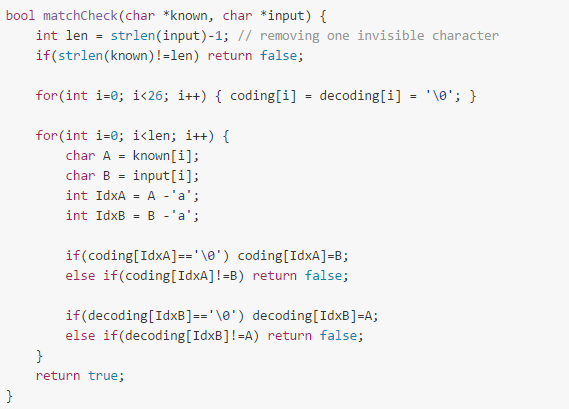 bool matchCheck(char *known, char *input) {
    int len = strlen(input)-1; // removing one invisible character
    if(strlen(known)!=len) return false;

    for(int i=0; i<26; i++) { coding[i] = decoding[i] = '\0'; }

    for(int i=0; i<len; i++) {
        char A = known[i];
        char B = input[i];
        int IdxA = A -'a';
        int IdxB = B -'a';

        if(coding[IdxA]=='\0') coding[IdxA]=B;
        else if(coding[IdxA]!=B) return false;

        if(decoding[IdxB]=='\0') decoding[IdxB]=A;
        else if(decoding[IdxB]!=A) return false;
    }
    return true;
}